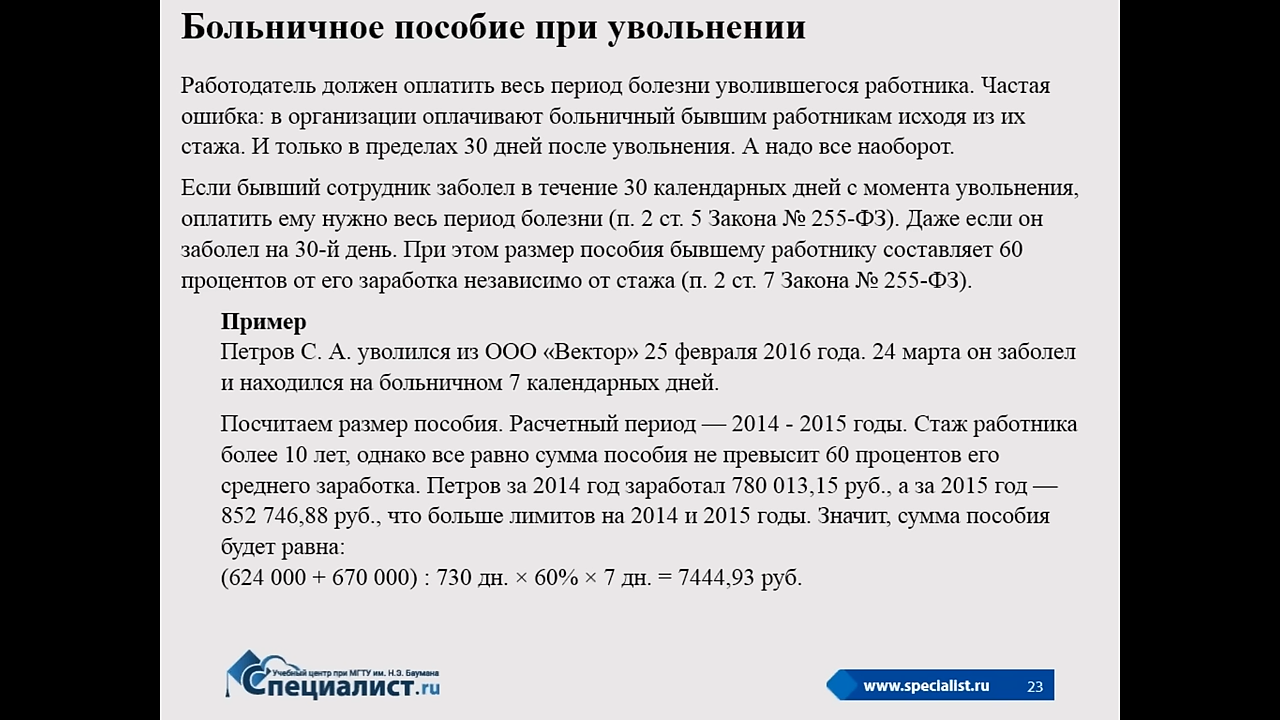 Больничное пособие при увольнении
Работодатель должен оплатить весь период болезни уволившегося работника. Частая
ошибка: в организации оплачивают больничный бывшим работникам исходя из их
стажа. И только в пределах 30 дней после увольнения. А надо все наоборот.
Если бывший сотрудник заболел в течение 30 календарных дней с момента увольнения,
оплатить ему нужно весь период болезни (п. 2 ст. 5 Закона № 255-ФЗ). Даже если он
заболел на 30-й день. При этом размер пособия бывшему работнику составляет 60
процентов от его заработка независимо от стажа (п. 2 ст. 7 Закона № 255-ФЗ).
Пример
Петров С. А. уволился из ООО «Вектор» 25 февраля 2016 года. 24 марта он заболел
и находился на больничном 7 календарных дней.
Посчитаем размер пособия. Расчетный период — 2014 - 2015 годы. Стаж работника
более 10 лет, однако все равно сумма пособия не превысит 60 процентов его
среднего заработка. Петров за 2014 год заработал 780 013,15 руб., а за 2015 год —
852 746,88 руб., что больше лимитов на 2014 и 2015 годы. Значит, сумма пособия
будет равна:
(624 000 + 670 000) : 730 дн. × 60% × 7 дн. = 7444,93 руб.
Учебный центр при МГТУ им. Н.Э. Баумана
Специалист.ru
www.specialist.ru 23